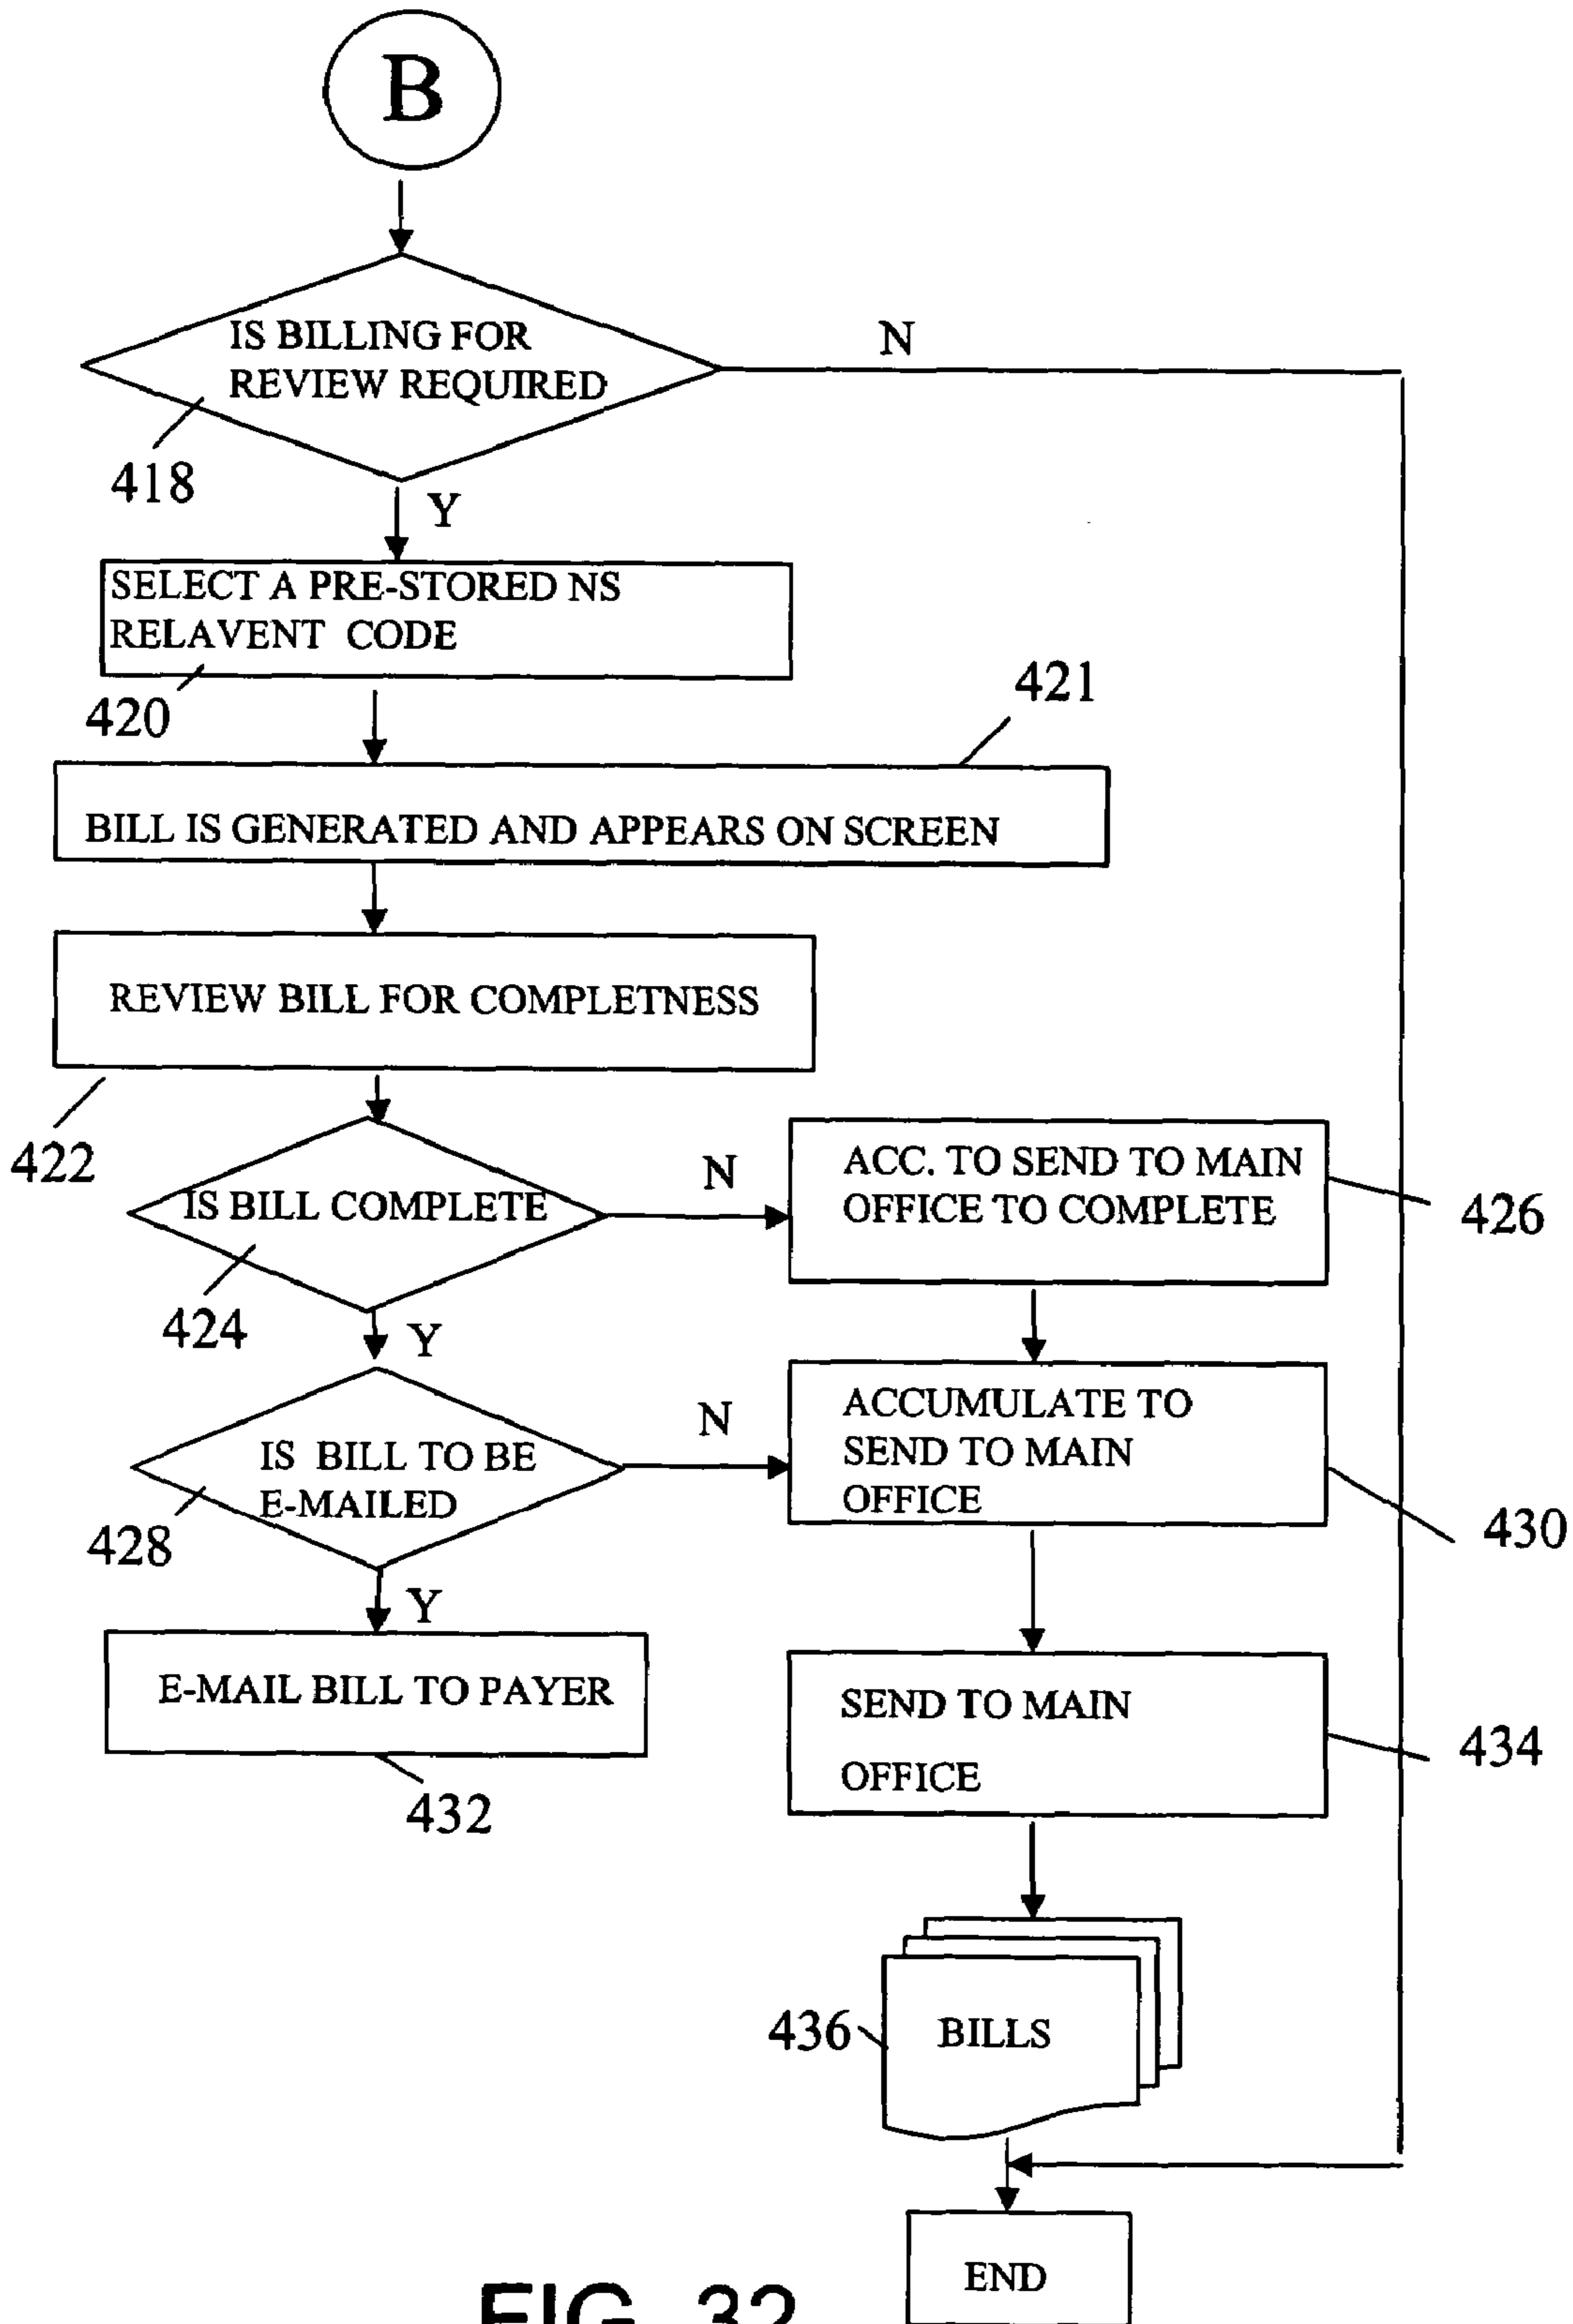 B
IS BILLING FOR
REVIEW REQUIRED
N
418
Y
SELECT A PRE-STORED NS
RELAVENT CODE
420
421
BILL IS GENERATED AND APPEARS ON SCREEN
REVIEW BILL FOR COMPLETNESS
422
IS BILL COMPLETE
N
ACC. TO SEND TO MAIN
OFFICE TO COMPLETE
426
424
Y
IS BILL TO BE
E-MAILED
N
ACCUMULATE TO
SEND TO MAIN
OFFICE
430
428
Y
E-MAIL BILL TO PAYER
432
SEND TO MAIN
OFFICE
434
436
BILLS
END
FIG. 32